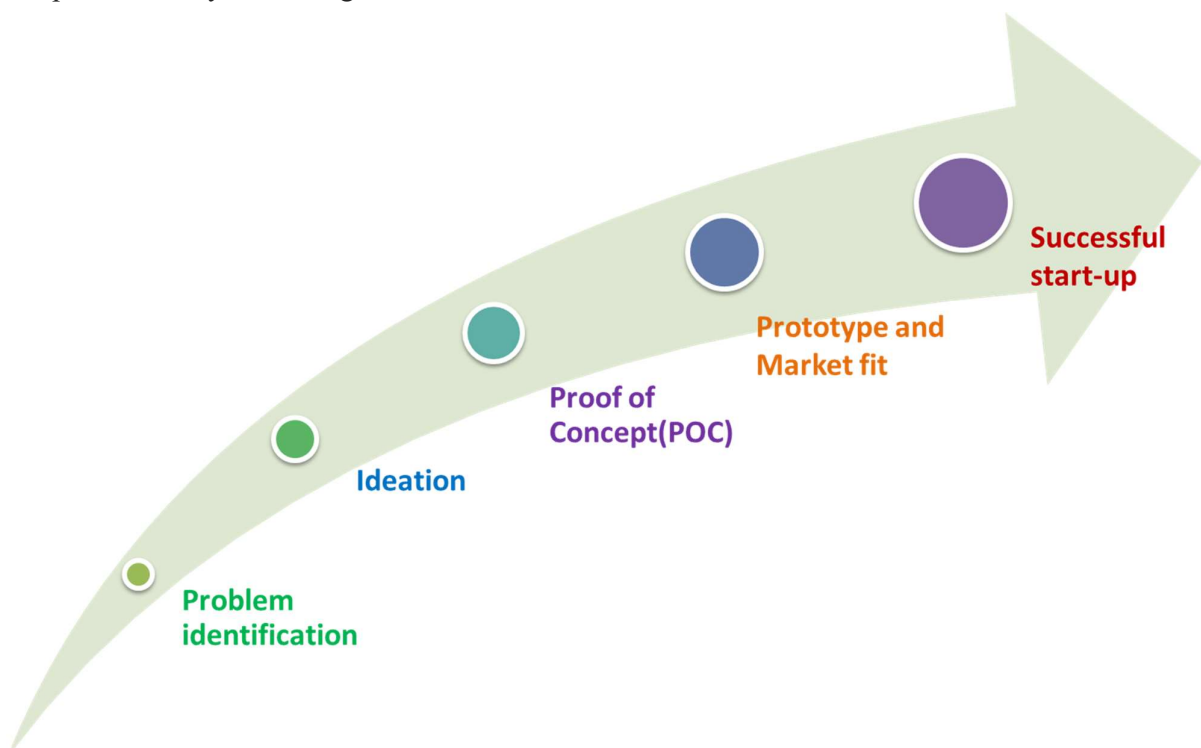 Successful
start-up
Prototype and
Market fit
Proof of
Concept(POC)
Ideation
Problem
identification